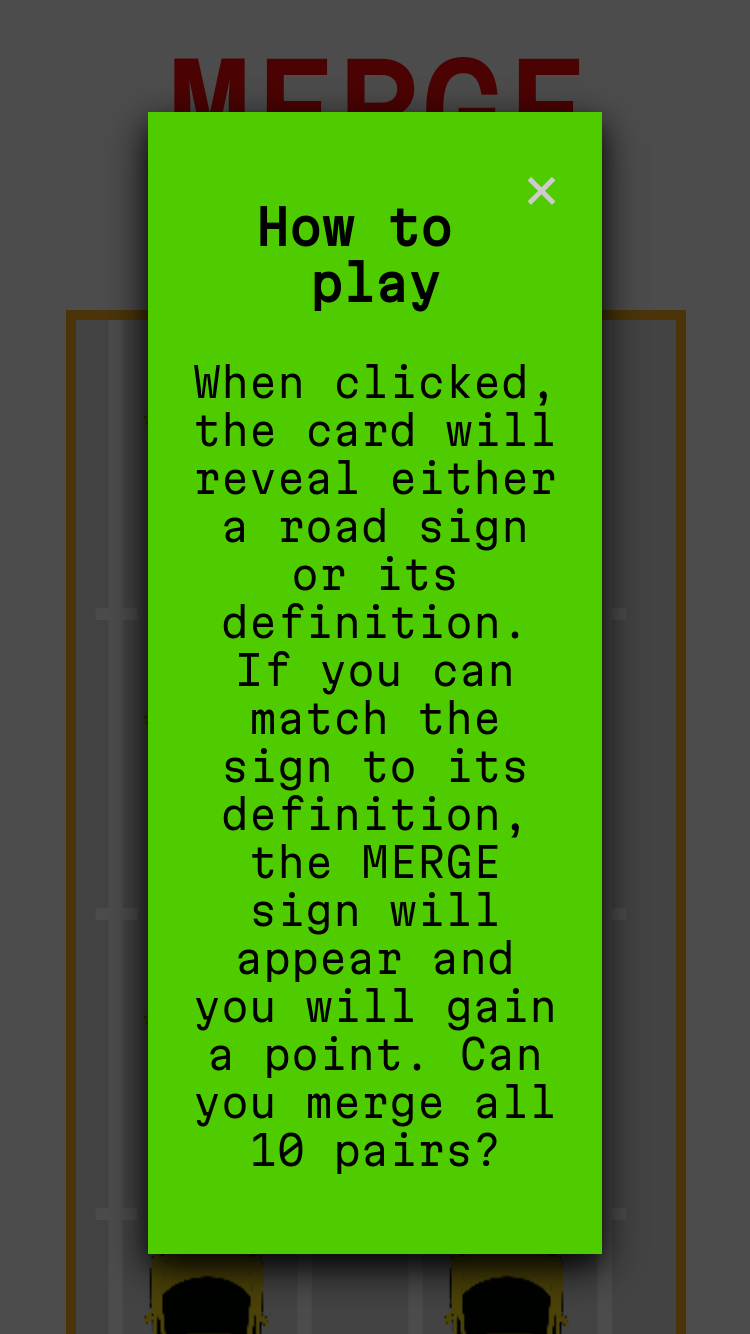 MERGE
×
How to
play
When clicked,
the card will
reveal either
a road sign
or its
definition.
If you can
match the
sign to its
definition,
the MERGE
sign will
appear and
you will gain
a point. Can
you merge all
10 pairs?